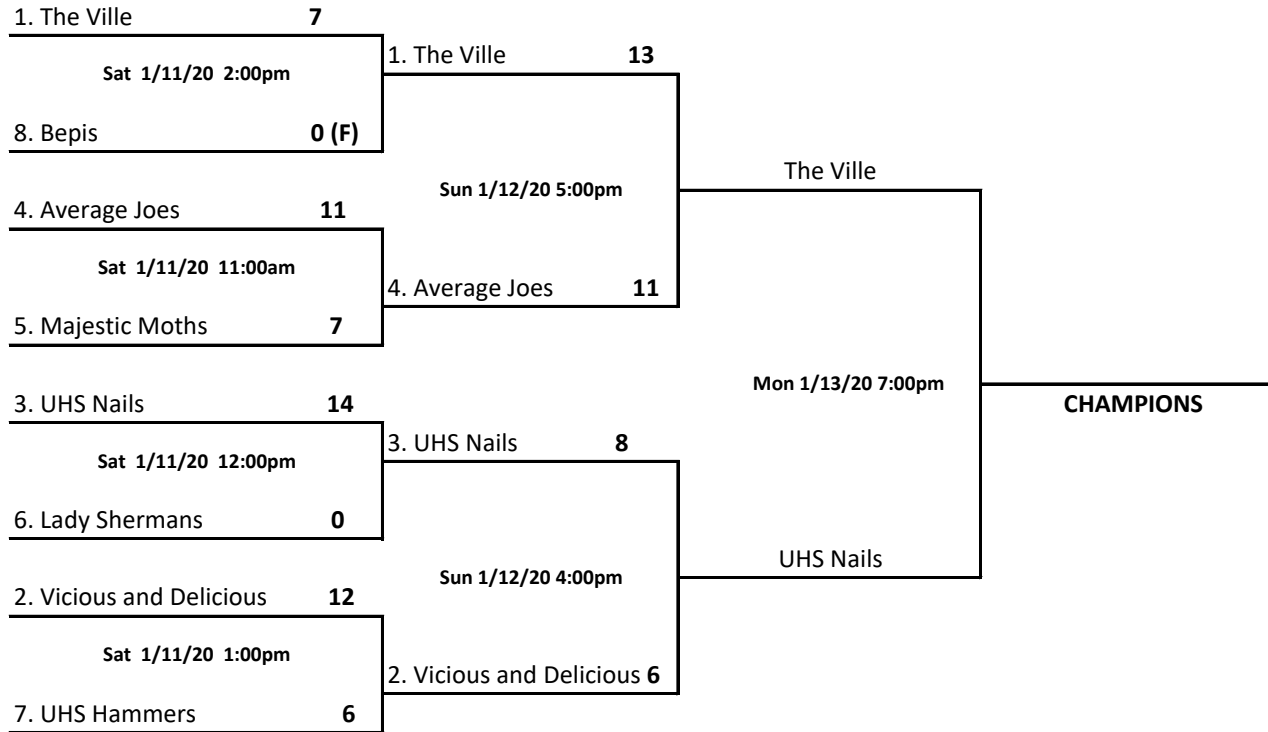 1. The Ville 7
Sat 1/11/20 2:00pm
8. Bepis 0 (F)
4. Average Joes 11
Sat 1/11/20 11:00am
5. Majestic Moths 7
3. UHS Nails 14
Sat 1/11/20 12:00pm
6. Lady Shermans 0
2. Vicious and Delicious 12
Sat 1/11/20 1:00pm
7. UHS Hammers 6
1. The Ville 13
Sun 1/12/20 5:00pm
4. Average Joes 11
3. UHS Nails 8
Sun 1/12/20 4:00pm
2. Vicious and Delicious 6
The Ville
Mon 1/13/20 7:00pm
UHS Nails
CHAMPIONS